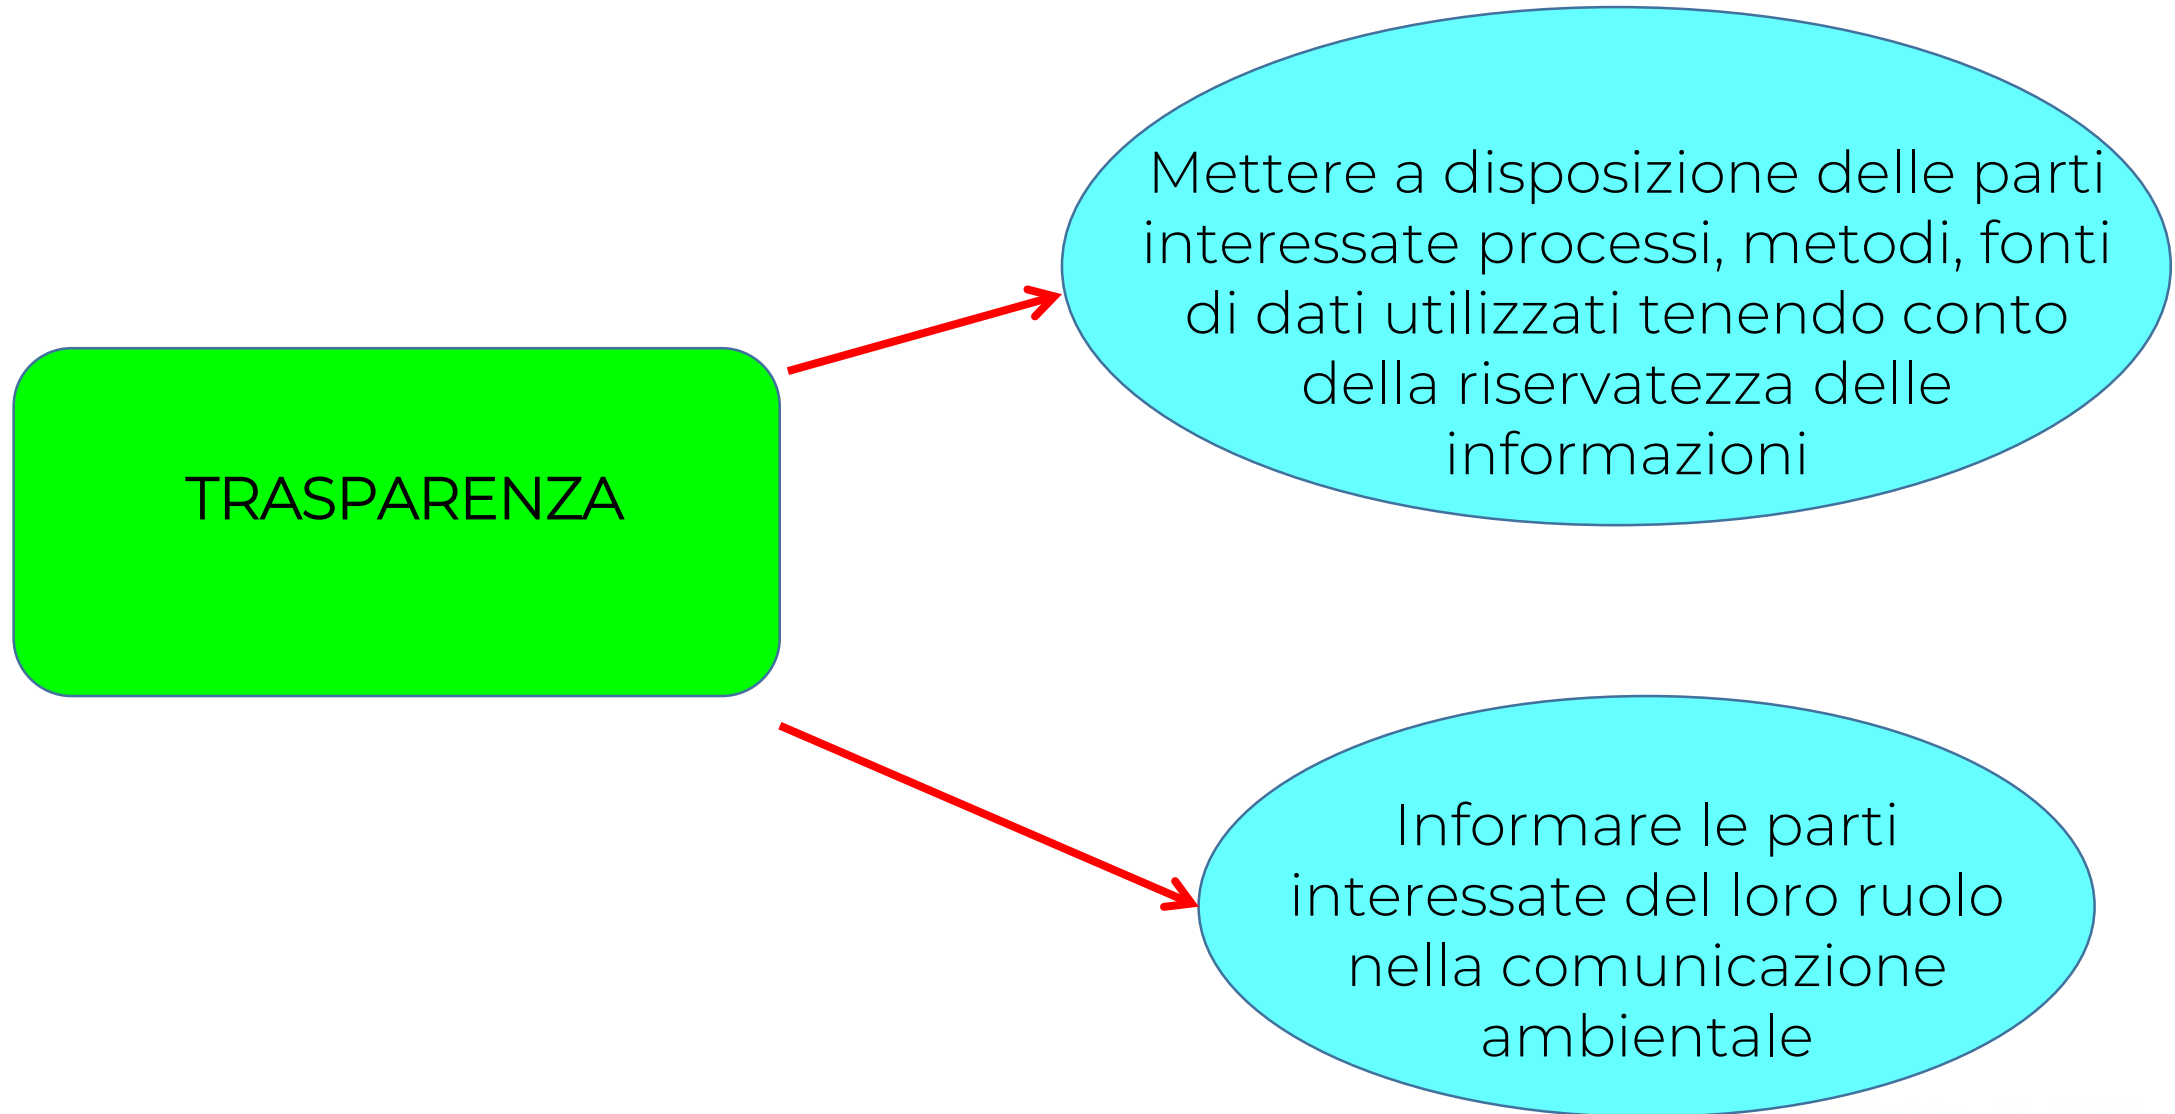 TRASPARENZA
Mettere a disposizione delle parti
interessate processi, metodi, fonti
di dati utilizzati tenendo conto
della riservatezza delle
informazioni
Informare le parti
interessate del loro ruolo
nella comunicazione
ambientale